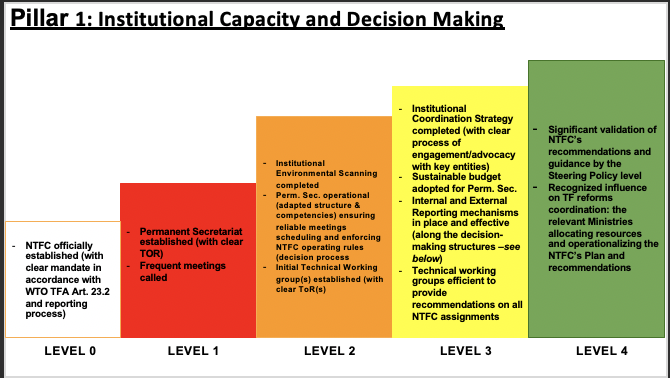 Pillar 1: Institutional Capacity and Decision Making
- NTFC officially
established (with
clear mandate in
accordance with
WTO TFA Art. 23.2
and reporting
process)
- Permanent Secretariat
established (with clear
TOR)
- Frequent meetings
called
- Institutional
Environmental Scanning
completed
- Perm. Sec. operational
(adapted structure &
competencies) ensuring
reliable meetings
scheduling and enforcing
NTFC operating rules
(decision process
- Initial Technical Working
group(s) established (with
clear ToR(s)
- Institutional
Coordination Strategy
completed (with clear
process of
engagement/advocacy
with key entities)
- Sustainable budget
adopted for Perm. Sec.
- Internal and External
Reporting mechanisms
in place and effective
(along the decision-
making structures –see
below)
- Technical working
groups efficient to
provide
recommendations on all
NTFC assignments
- Significant validation of
NTFC's
recommendations and
guidance by the
Steering Policy level
- Recognized influence
on TF reforms
coordination: the
relevant Ministries
allocating resources
and operationalizing the
NTFC's Plan and
recommendations
LEVEL 0
LEVEL 1
LEVEL 2
LEVEL 3
LEVEL 4